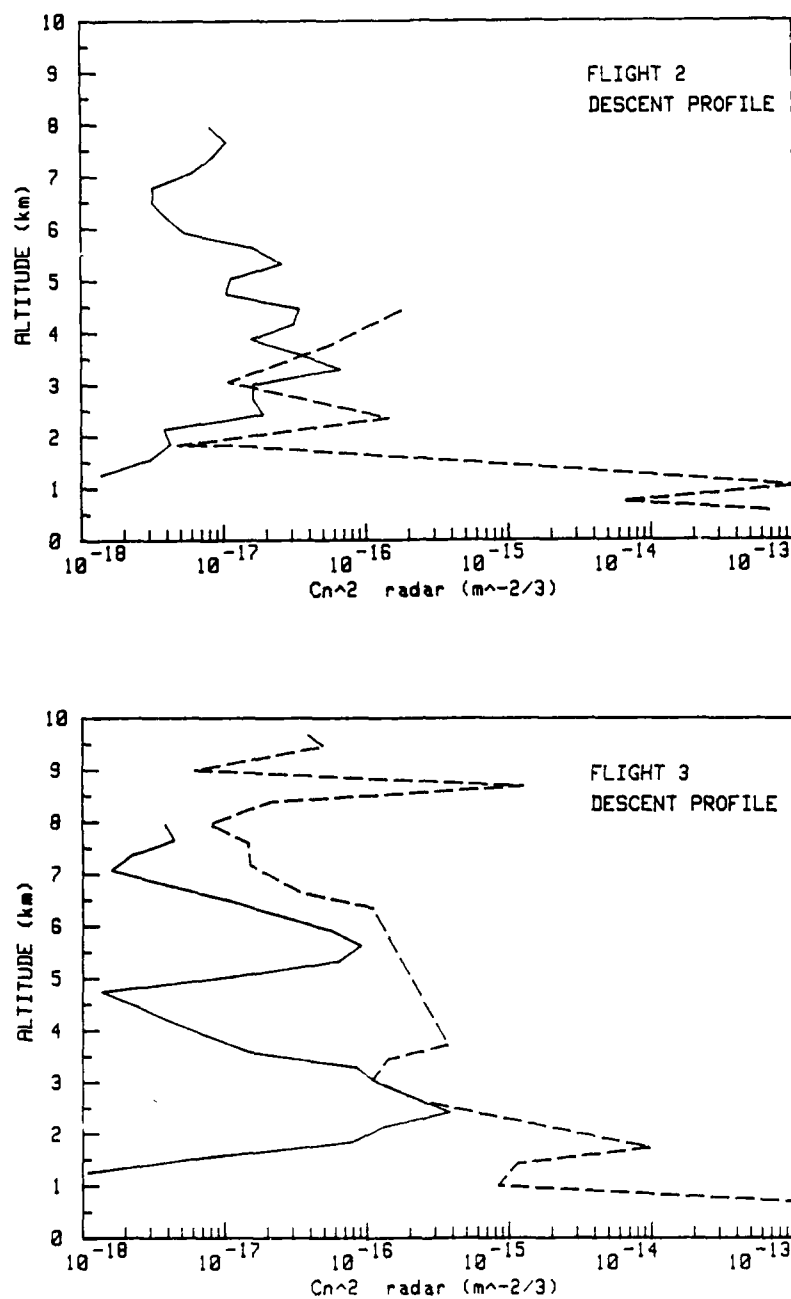 10
9
8
7
6
5
4
3
2
1
0
ALTITUDE (km)
FLIGHT 2
DESCENT PROFILE
10^-18 10^-17 10^-16 10^-15 10^-14 10^-13
Cn^2 radar (m^-2/3)
10
9
8
7
6
5
4
3
2
1
0
ALTITUDE (km)
FLIGHT 3
DESCENT PROFILE
10^-18 10^-17 10^-16 10^-15 10^-14 10^-13
Cn^2 radar (m^-2/3)